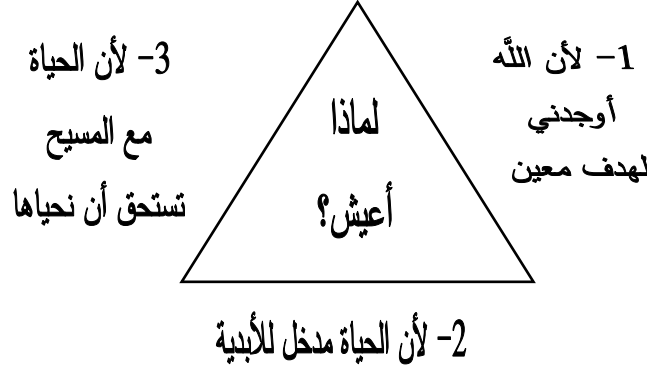 لماذا
أعيش؟
1- لأن اللَّه
أوجدني
لهدف معين
2- لأن الحياة مدخل للأبدية
3- لأن الحياة
مع المسيح
تستحق أن نحياها